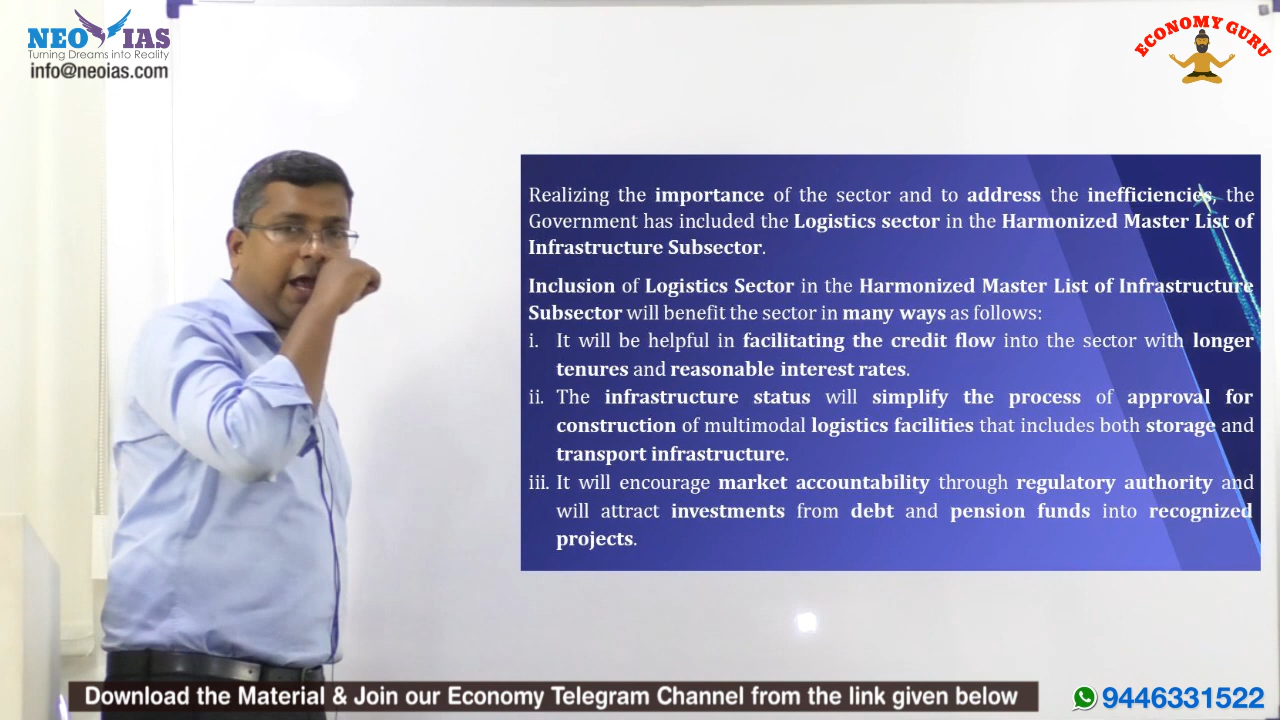 NEO IAS
Turning Dreams into Reality
info@neoias.com
ECONOMY GURU
Realizing the importance of the sector and to address the inefficiencies, the
Government has included the Logistics sector in the Harmonized Master List of
Infrastructure Subsector.
Inclusion of Logistics Sector in the Harmonized Master List of Infrastructure
Subsector will benefit the sector in many ways as follows:
i. It will be helpful in facilitating the credit flow into the sector with longer
tenures and reasonable interest rates.
ii. The infrastructure status will simplify the process of approval for
construction of multimodal logistics facilities that includes both storage and
transport infrastructure.
iii. It will encourage market accountability through regulatory authority and
will attract investments from debt and pension funds into recognized
projects.
Download the Material & Join our Economy Telegram Channel from the link given below
9446331522